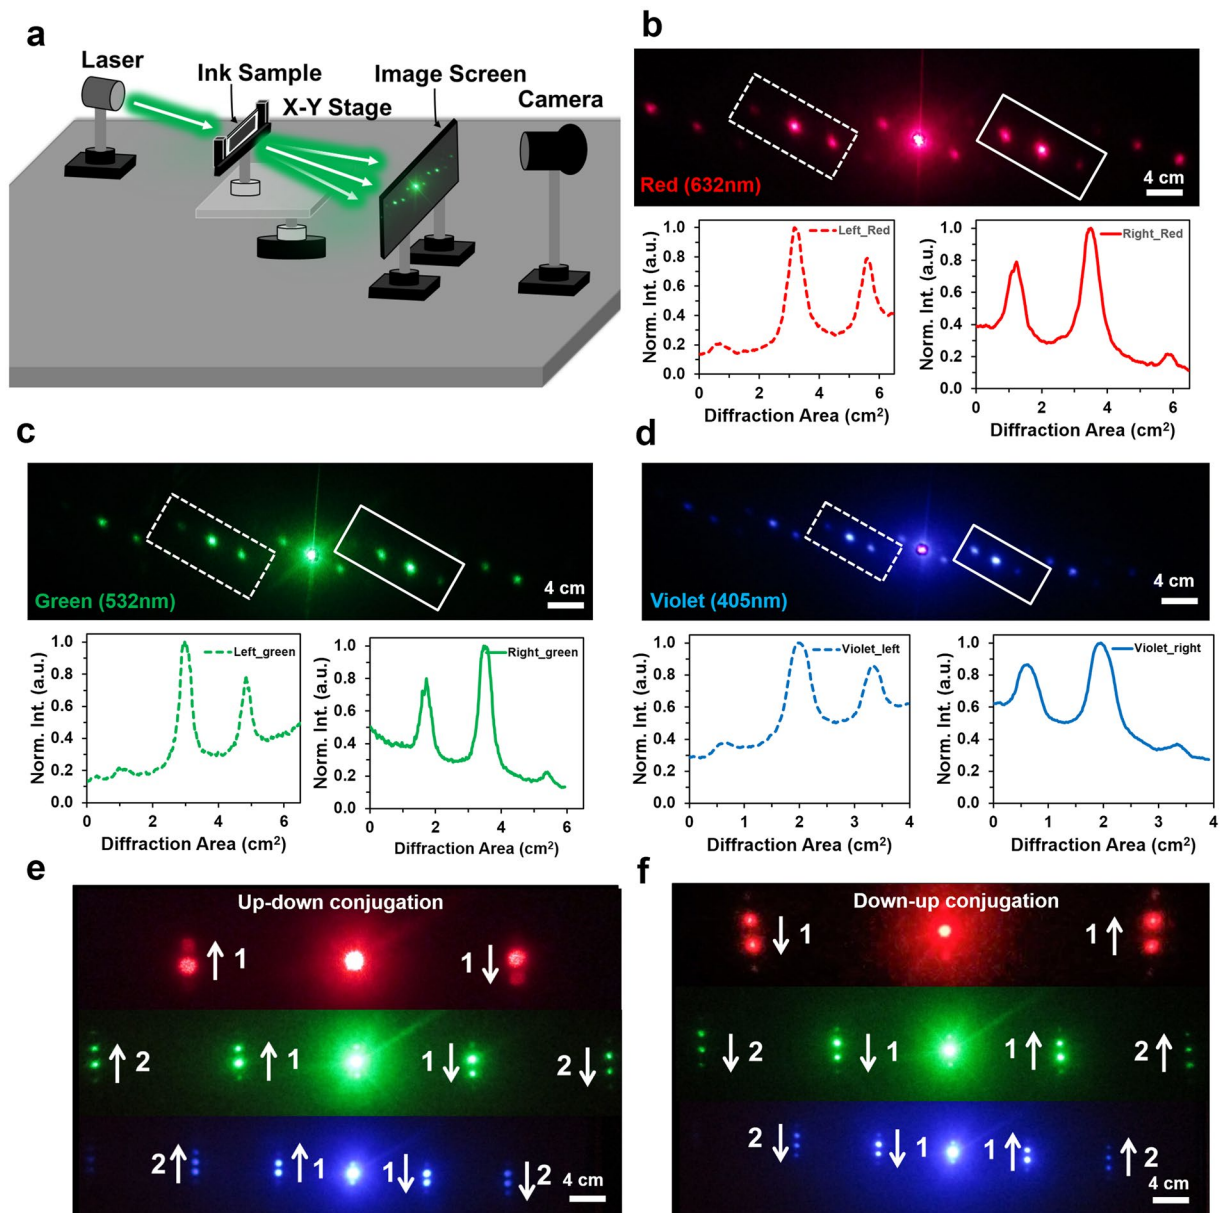 a
Laser
Ink Sample
X-Y Stage
Image Screen
Camera
b
Red (632nm)
4 cm
Norm. Int. (a.u.)
1.0
0.8
0.6
0.4
0.2
0.0
Left_Red
0 2 4 6
Diffraction Area (cm²)
Norm. Int. (a.u.)
1.0
0.8
0.6
0.4
0.2
0.0
Right_Red
0 2 4 6
Diffraction Area (cm²)
c
Green (532nm)
4 cm
Norm. Int. (a.u.)
1.0
0.8
0.6
0.4
0.2
0.0
Left_green
0 2 4 6
Diffraction Area (cm²)
Norm. Int. (a.u.)
1.0
0.8
0.6
0.4
0.2
0.0
Right_green
0 2 4 6
Diffraction Area (cm²)
d
Violet (405nm)
4 cm
Norm. Int. (a.u.)
1.0
0.8
0.6
0.4
0.2
0.0
Violet_left
0 1 2 3 4
Diffraction Area (cm²)
Norm. Int. (a.u.)
1.0
0.8
0.6
0.4
0.2
0.0
Violet_right
0 1 2 3 4
Diffraction Area (cm²)
e
Up-down conjugation
↑ 1 1 ↓
↑ 2 ↑ 1 1 ↓ 2 ↓
2 ↑ ↑ 1 1 ↓ ↓ 2
4 cm
f
Down-up conjugation
↓ 1 1 ↑
↓ 2 ↓ 1 1 ↑ 2 ↑
2 ↓ ↓ 1 1 ↑ ↑ 2
4 cm